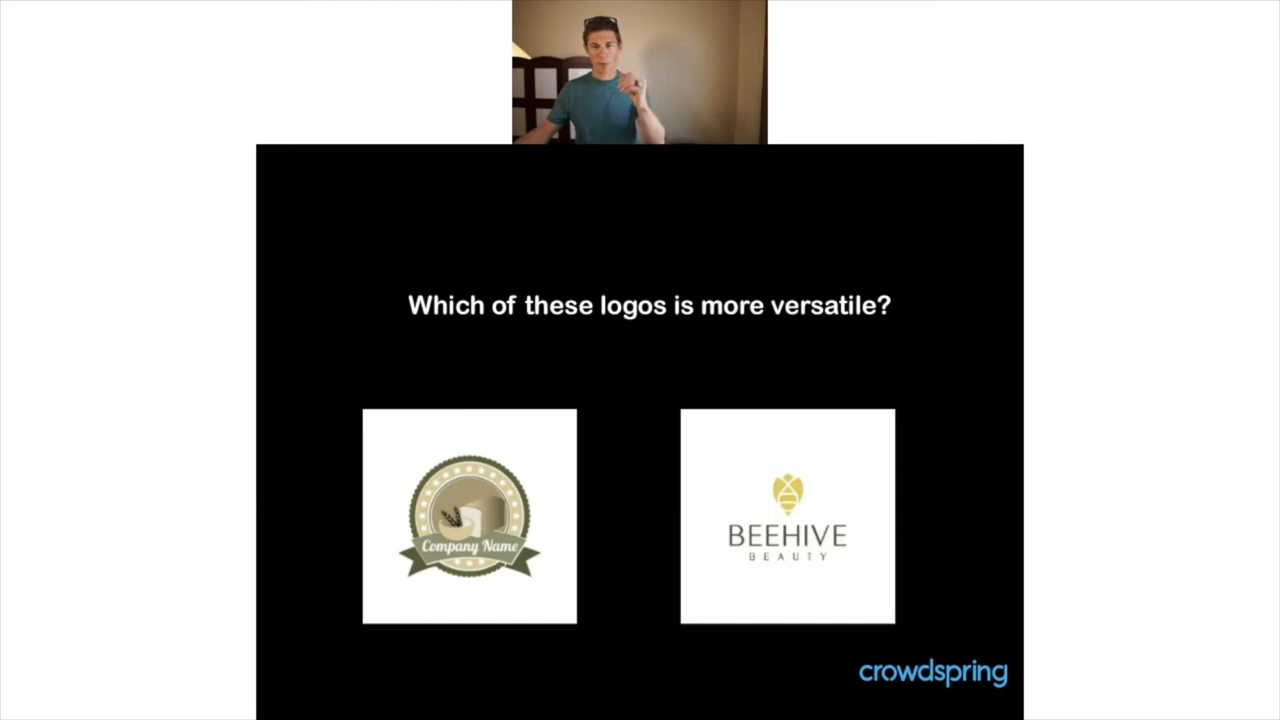 Which of these logos is more versatile?
Company Name
BEEHIVE
BEAUTY
crowdspring